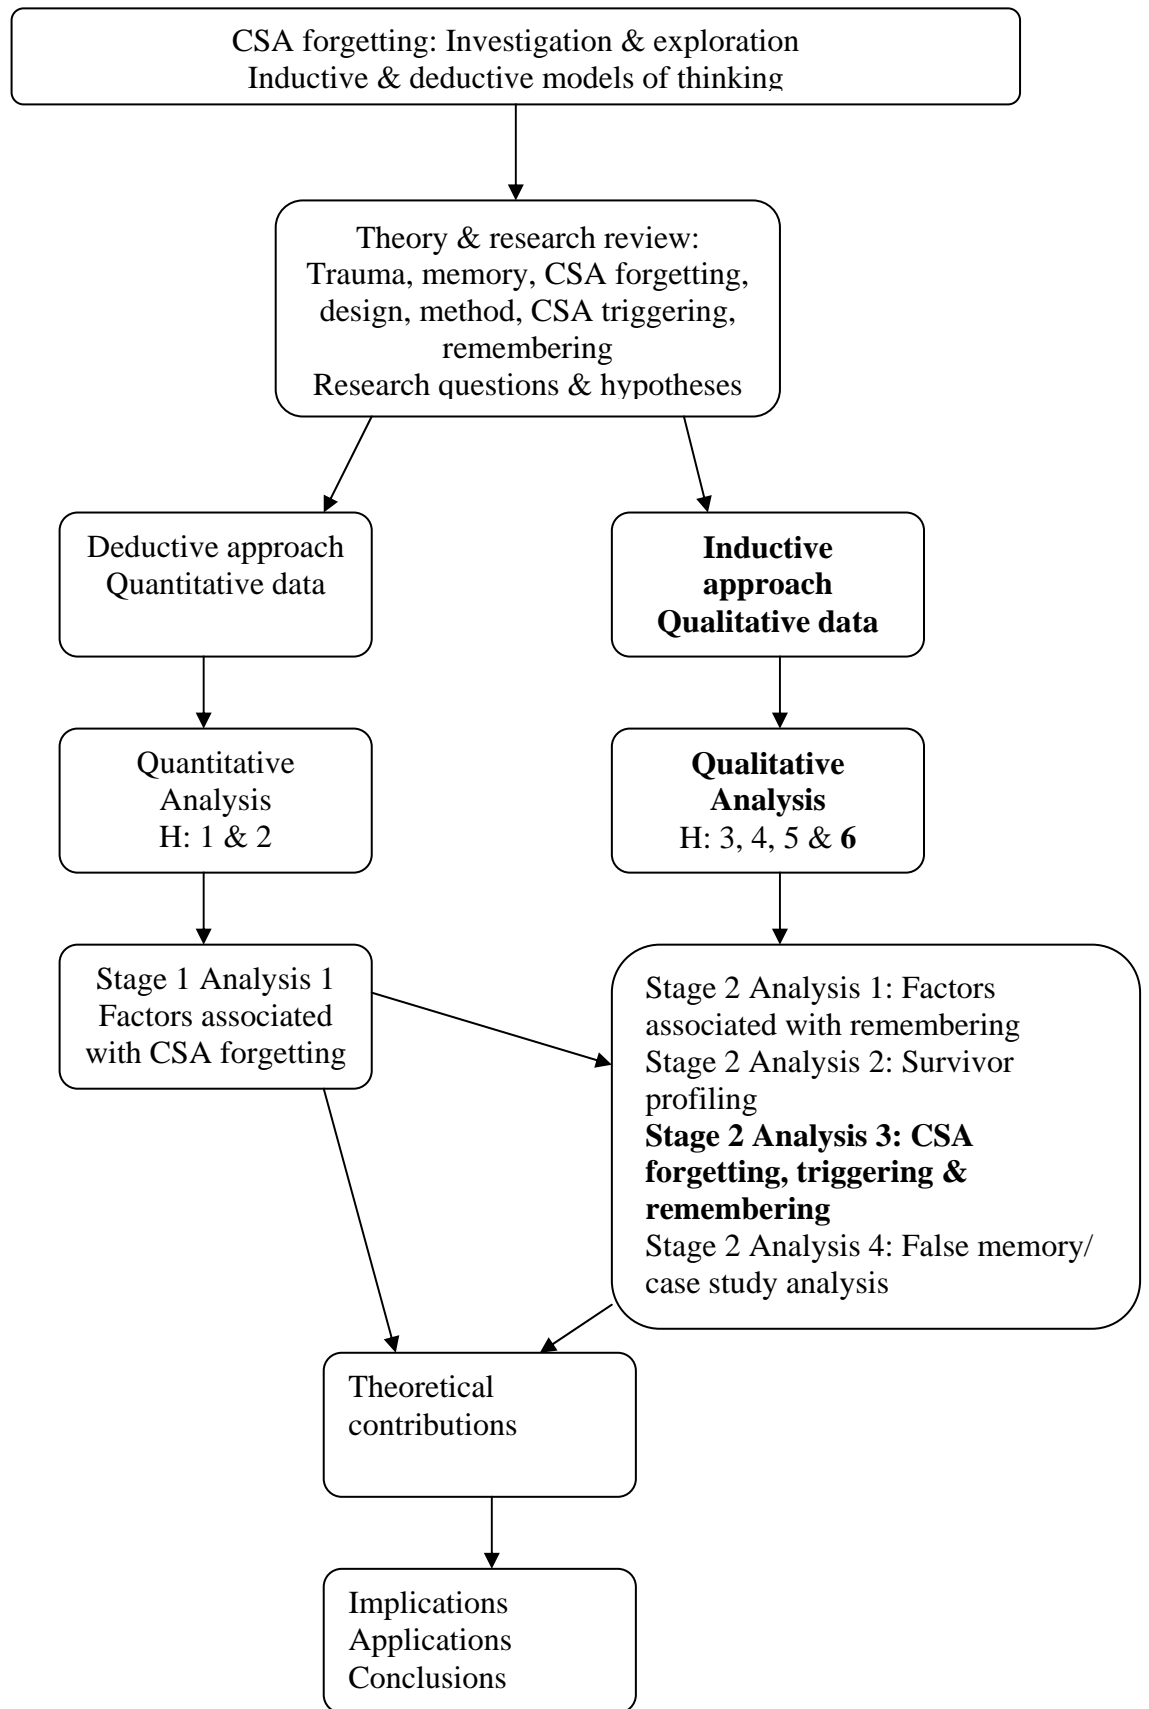 CSA forgetting: Investigation & exploration
Inductive & deductive models of thinking
Theory & research review:
Trauma, memory, CSA forgetting,
design, method, CSA triggering,
remembering
Research questions & hypotheses
Deductive approach
Quantitative data
Inductive
approach
Qualitative data
Quantitative
Analysis
H: 1 & 2
Qualitative
Analysis
H: 3, 4, 5 & 6
Stage 1 Analysis 1
Factors associated
with CSA forgetting
Stage 2 Analysis 1: Factors
associated with remembering
Stage 2 Analysis 2: Survivor
profiling
Stage 2 Analysis 3: CSA
forgetting, triggering &
remembering
Stage 2 Analysis 4: False memory/
case study analysis
Theoretical
contributions
Implications
Applications
Conclusions